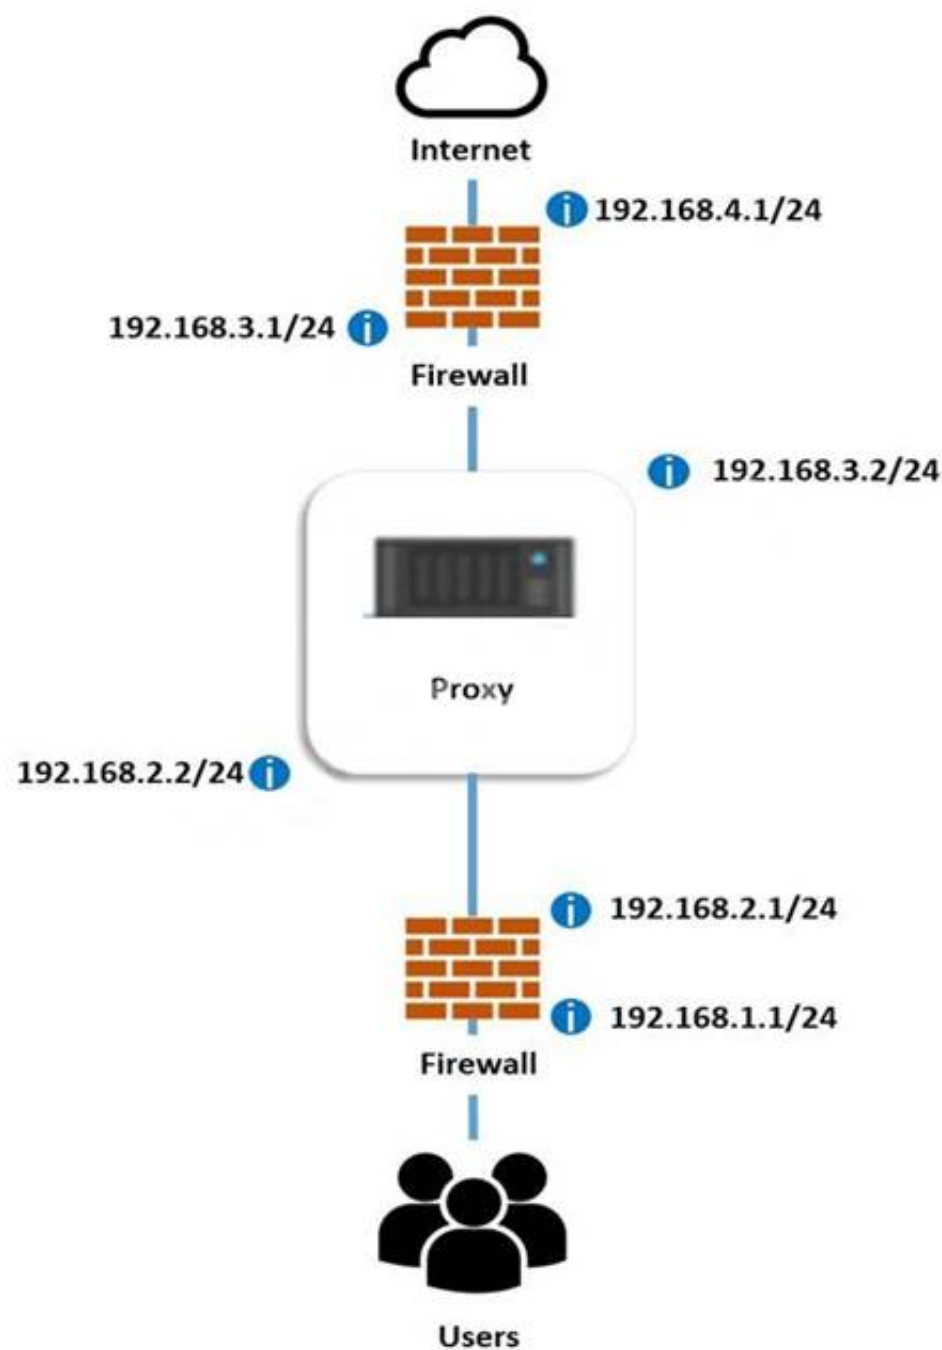 Internet
192.168.4.1/24
192.168.3.1/24
Firewall
192.168.3.2/24
Proxy
192.168.2.2/24
192.168.2.1/24
192.168.1.1/24
Firewall
Users